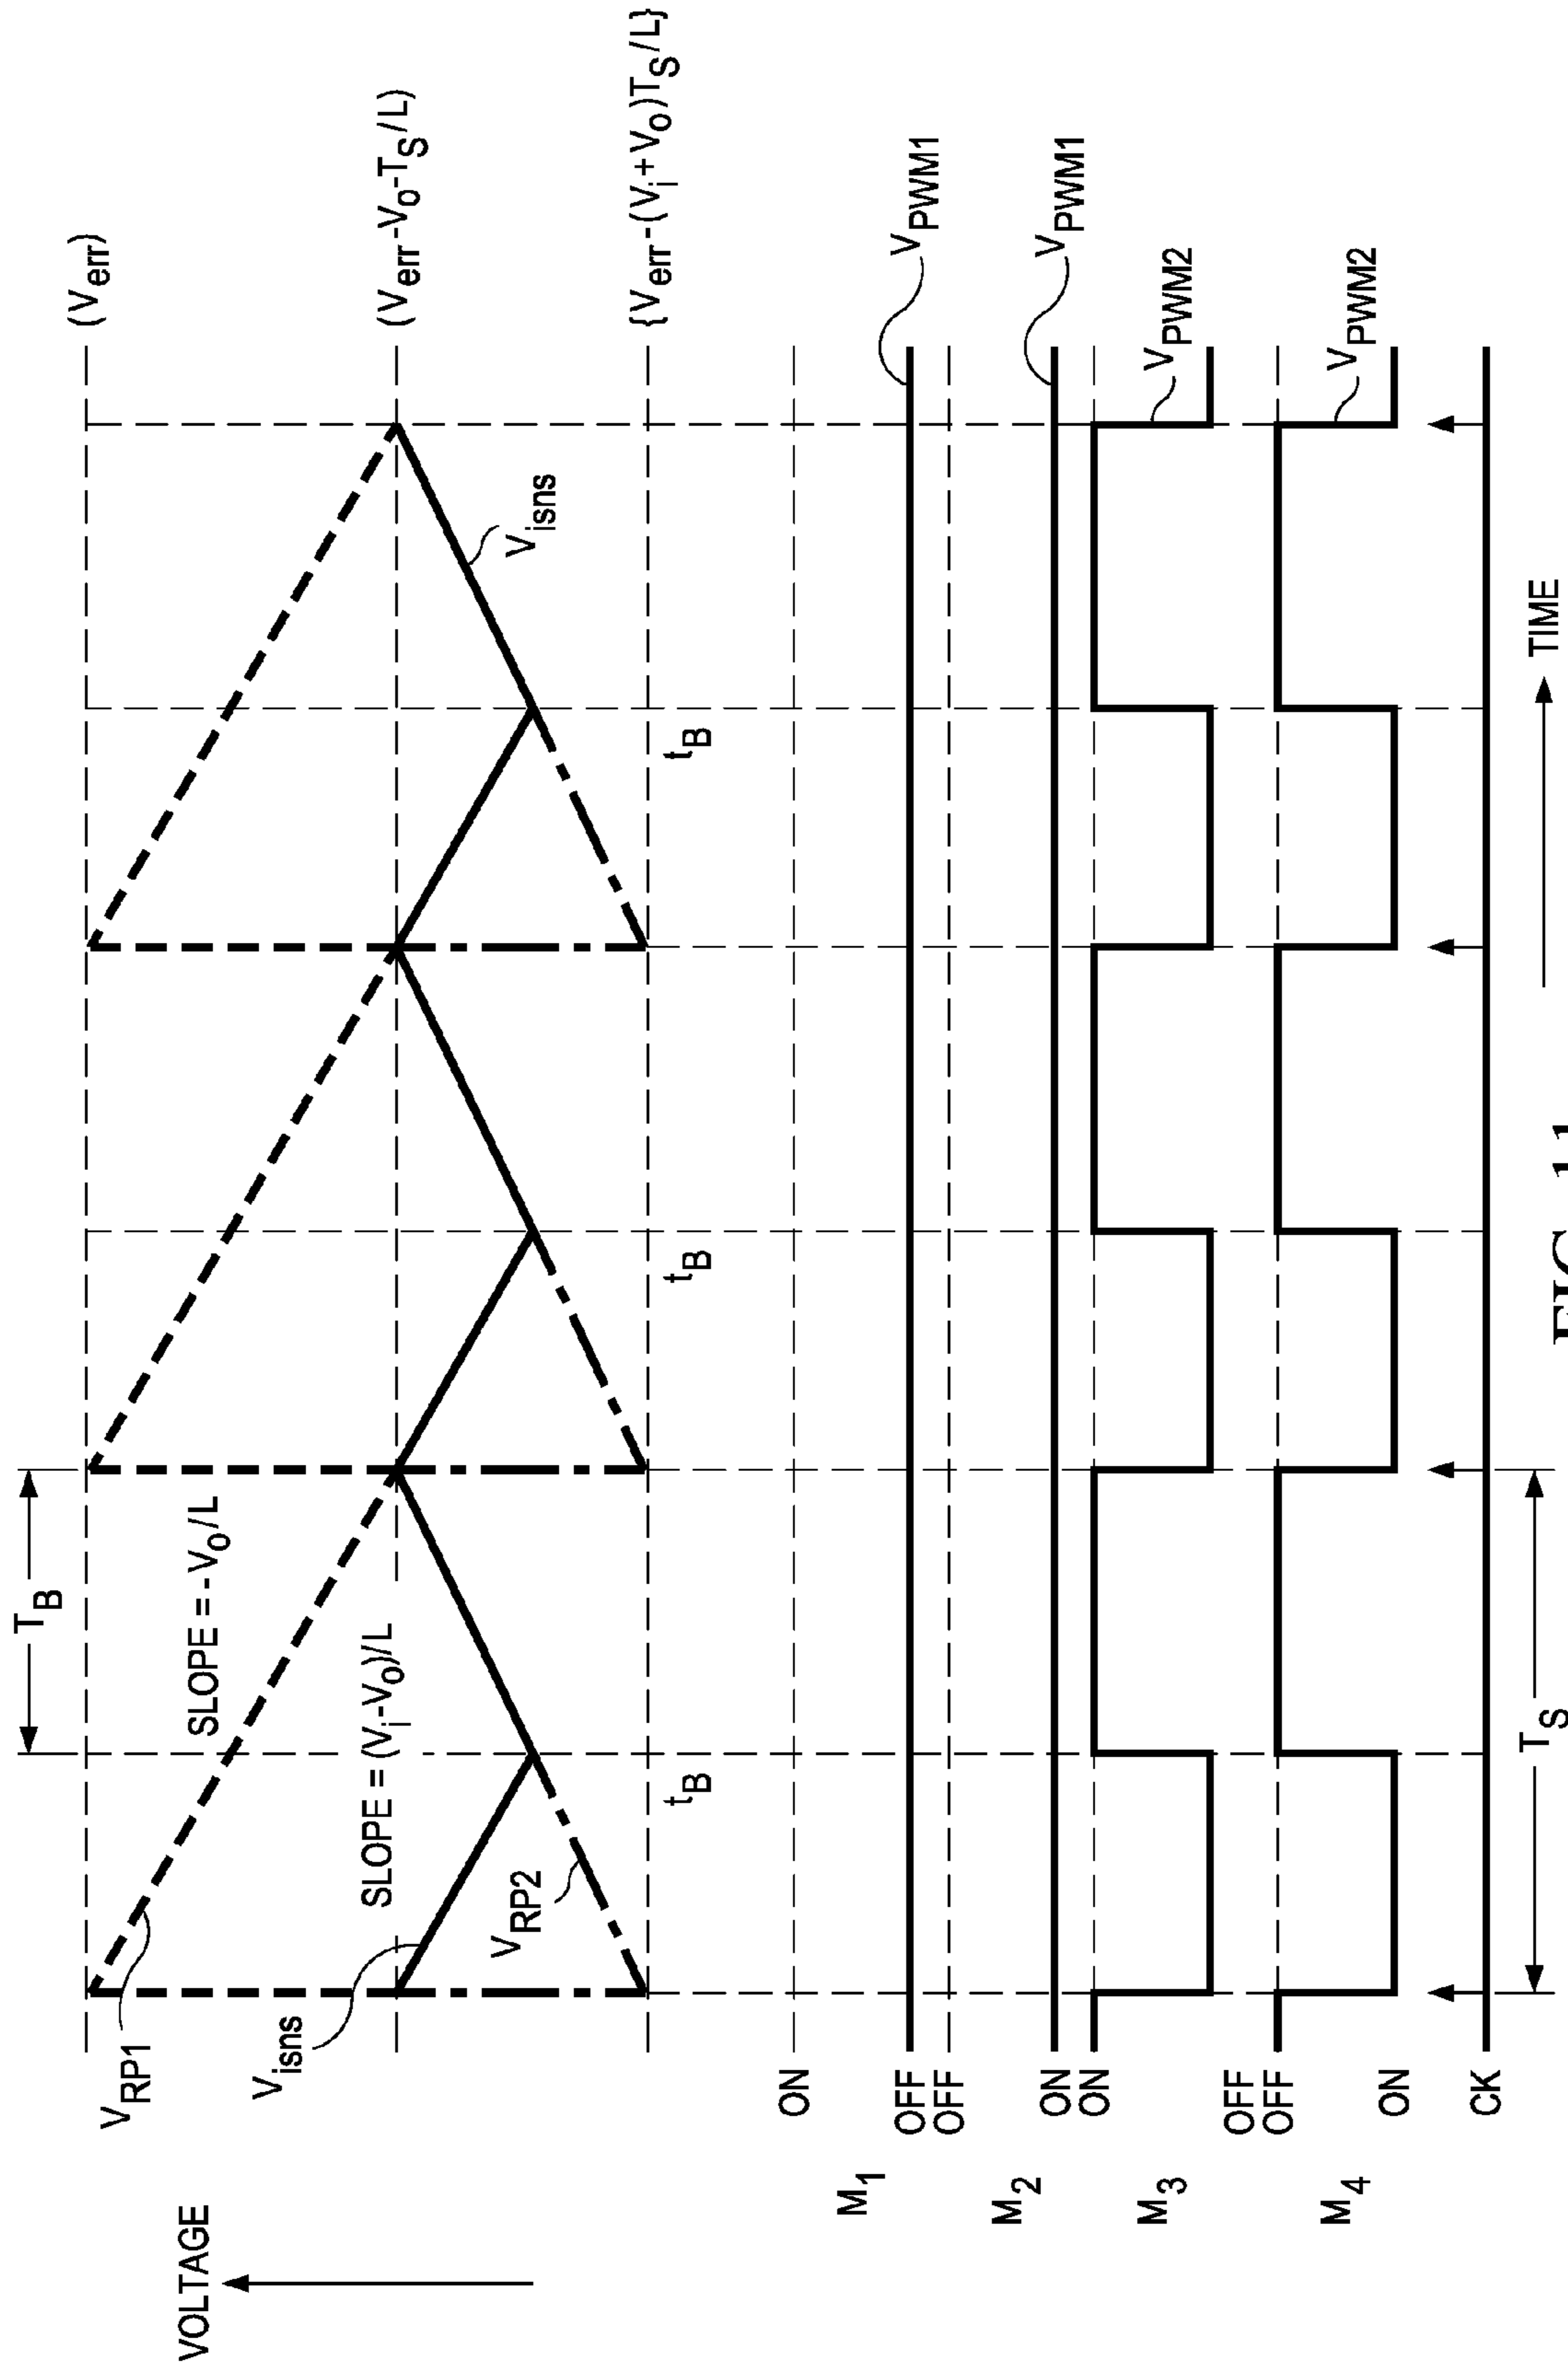 T_B
V_RP1
SLOPE = - V_o / L
(V_err)
VOLTAGE
V_isns
SLOPE = (V_i - V_o)/L
V_isns
(V_err - V_o - T_S / L)
V_RP2
t_B
t_B
t_B
{V_err - (V_i + V_o) T_S / L}
ON
M_1
OFF
V_PWM1
OFF
M_2
ON
V_PWM1
ON
M_3
V_PWM2
OFF
OFF
M_4
V_PWM2
ON
CK
T_S
TIME
FIG. 11